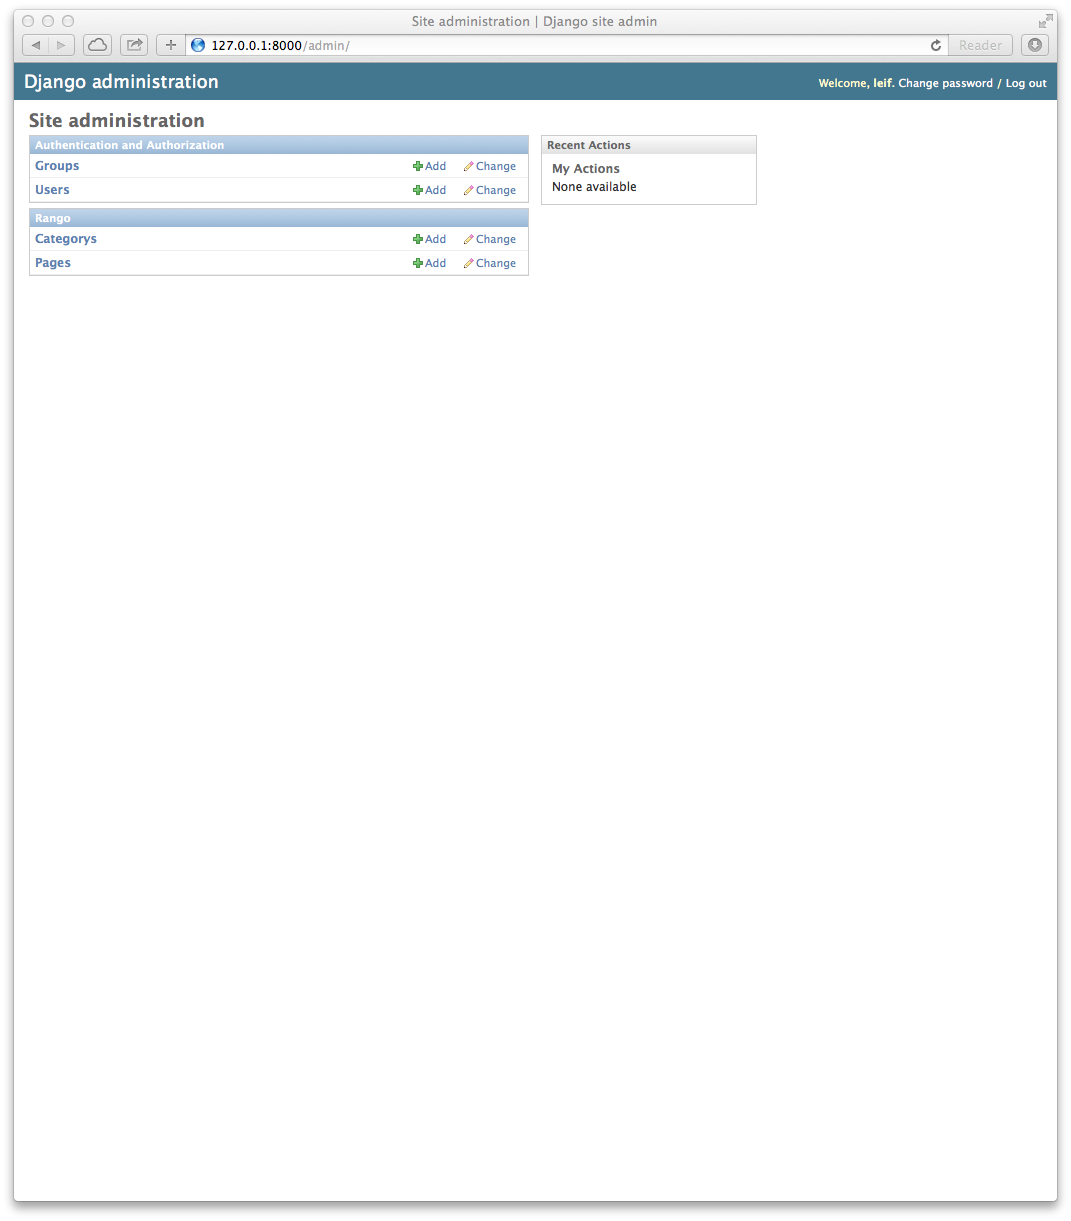 Site administration | Django site admin
127.0.0.1:8000/admin/
Reader
Django administration
Welcome, leif. Change password / Log out
Site administration
Authentication and Authorization
Groups Add Change
Users Add Change
Rango
Categorys Add Change
Pages Add Change
Recent Actions
My Actions
None available